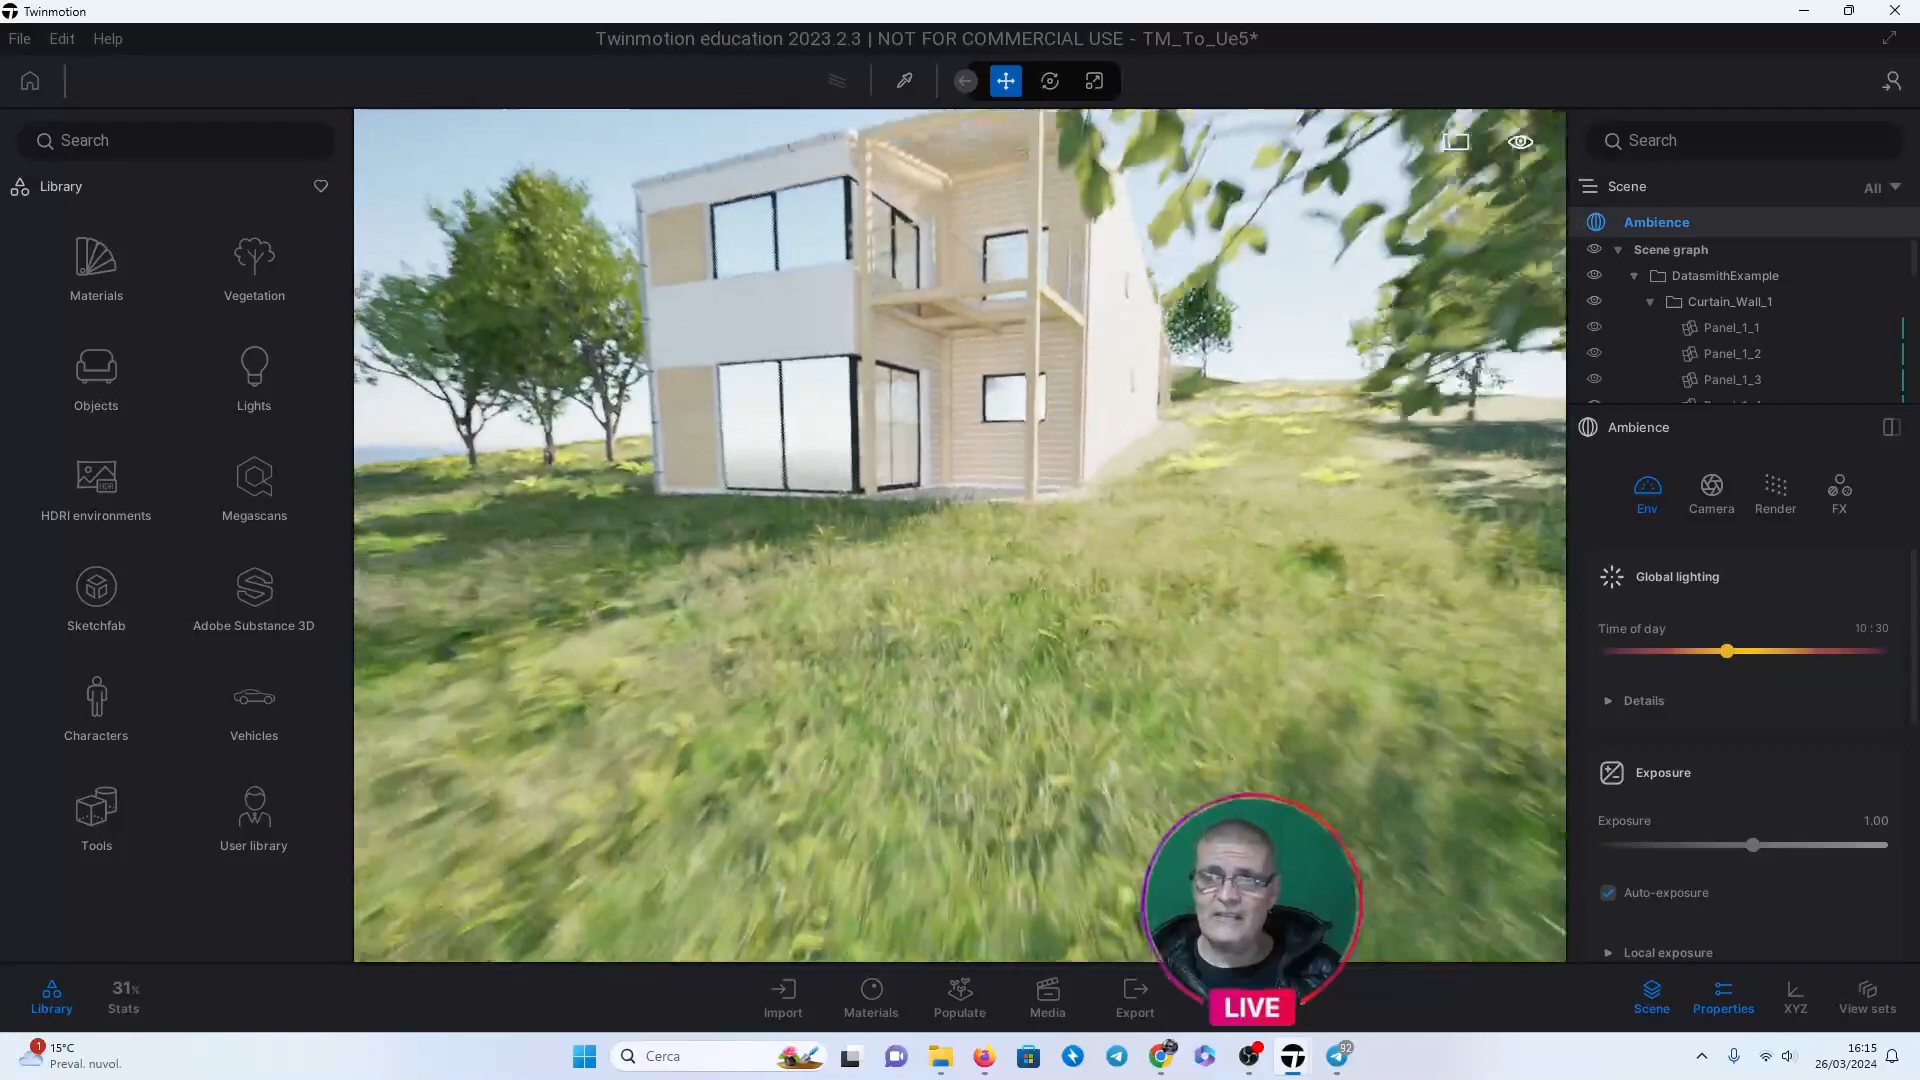 Twinmotion
File Edit Help
Twinmotion education 2023.2.3 | NOT FOR COMMERCIAL USE - TM_To_Ue5*
Search
Library
Materials
Vegetation
Objects
Lights
HDRI environments
Megascans
Sketchfab
Adobe Substance 3D
Characters
Vehicles
Tools
User library
Search
Scene All
Ambience
Scene graph
DatasmithExample
Curtain_Wall_1
Panel_1_1
Panel_1_2
Panel_1_3
Ambience
Env Camera Render FX
Global lighting
Time of day 10:30
Details
Exposure
Exposure 1.00
Auto-exposure
Local exposure
LIVE
Library
31% Stats
Import Materials Populate Media Export
Scene Properties XYZ View sets
1
15°C
Preval. nuvol.
Cerca
92
16:15
26/03/2024